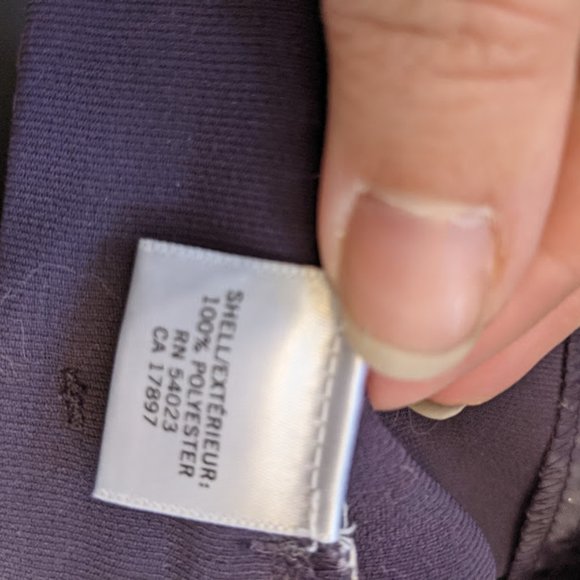 SHELL/EXTÉRIEUR:
100% POLYESTER
RN 54023
CA 17897